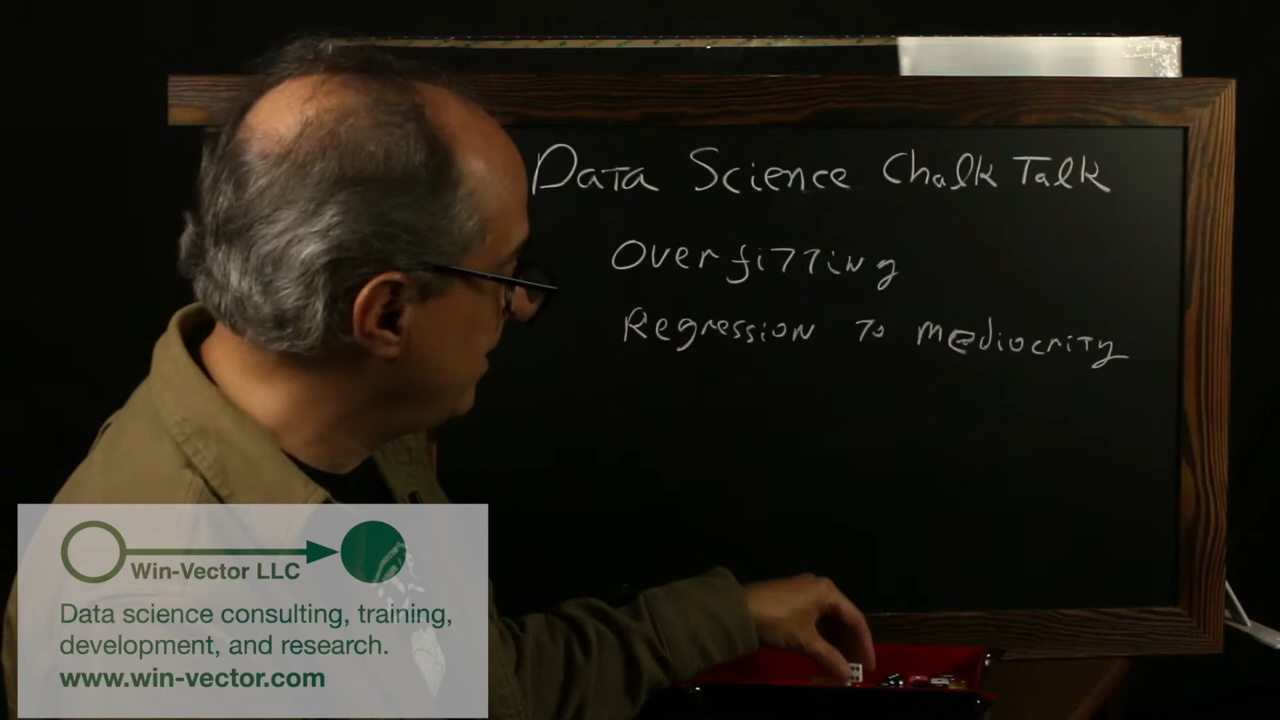 Data Science Chalk Talk
Overfitting
Regression to mediocrity
Win-Vector LLC
Data science consulting, training,
development, and research.
www.win-vector.com